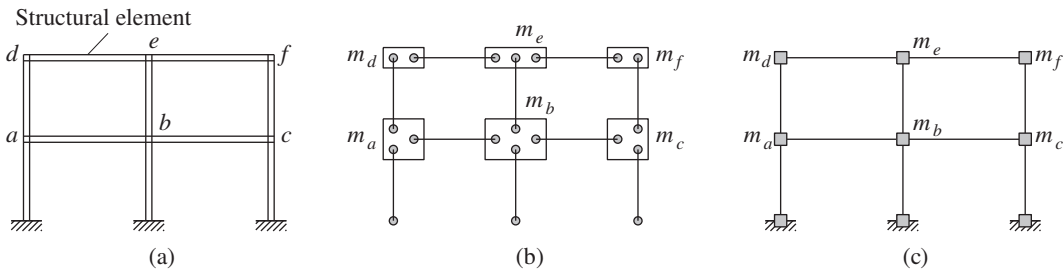 Structural element
d e f
a b c
(a)
m_d m_e m_f
m_a m_b m_c
(b)
m_d m_e m_f
m_a m_b m_c
(c)